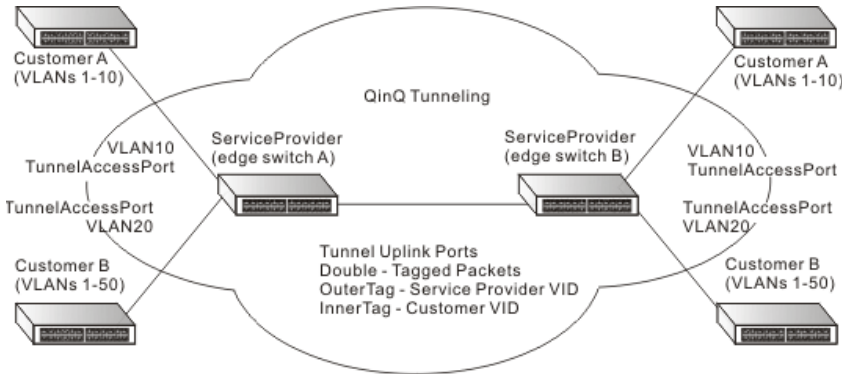 Customer A
(VLANs 1-10)
Customer A
(VLANs 1-10)
QinQ Tunneling
VLAN10
TunnelAccessPort
ServiceProvider
(edge switch A)
ServiceProvider
(edge switch B)
VLAN10
TunnelAccessPort
TunnelAccessPort
VLAN20
TunnelAccessPort
VLAN20
Tunnel Uplink Ports
Double - Tagged Packets
OuterTag - Service Provider VID
InnerTag - Customer VID
Customer B
(VLANs 1-50)
Customer B
(VLANs 1-50)